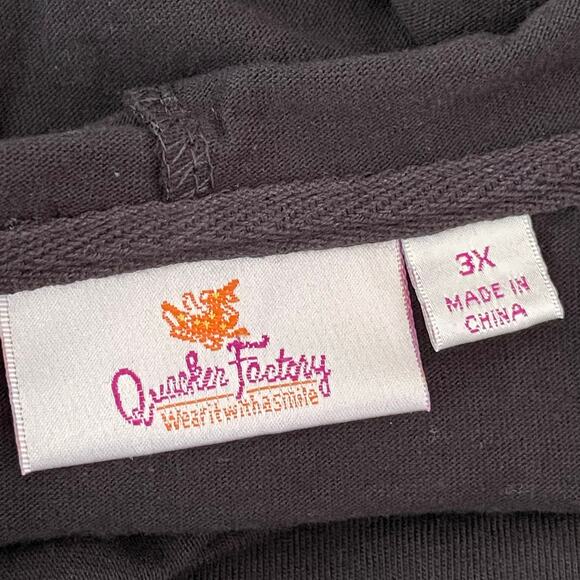 Quacker Factory
Wear it with a smile
3X
MADE IN
CHINA